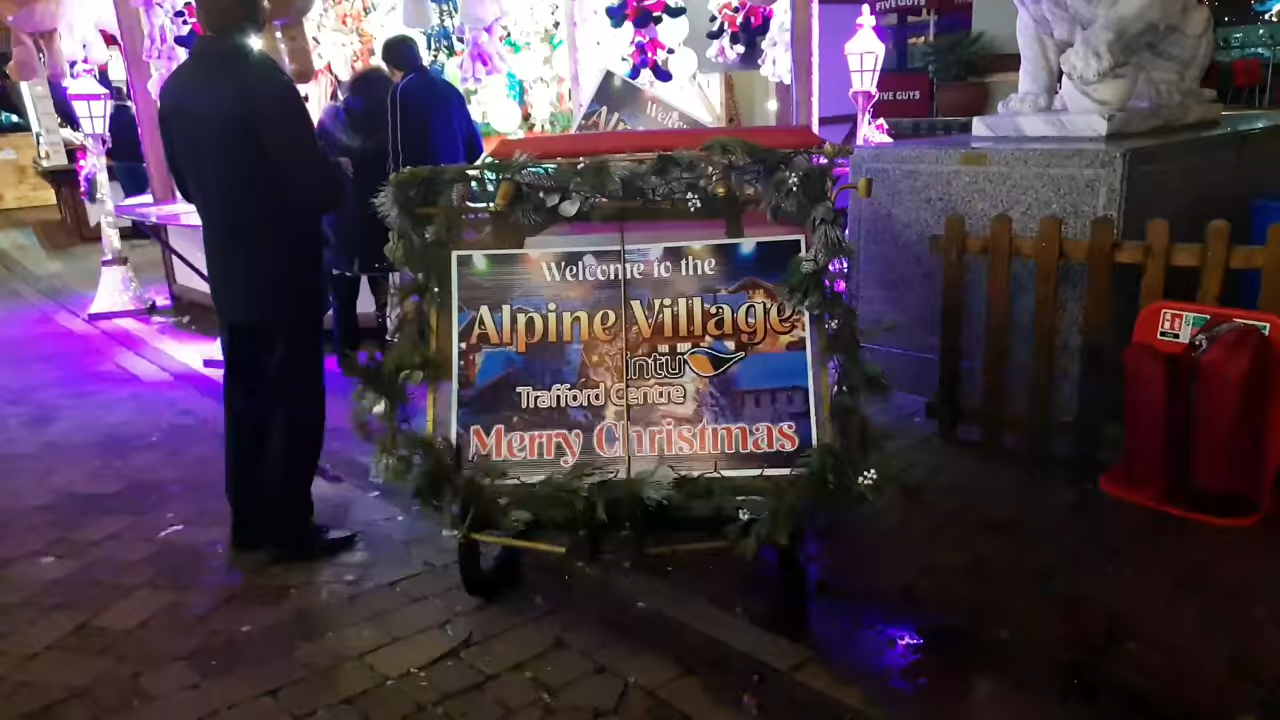 FIVE GUYS
FIVE GUYS
Welcome to the
Alpine Village
intu
Trafford Centre
Merry Christmas